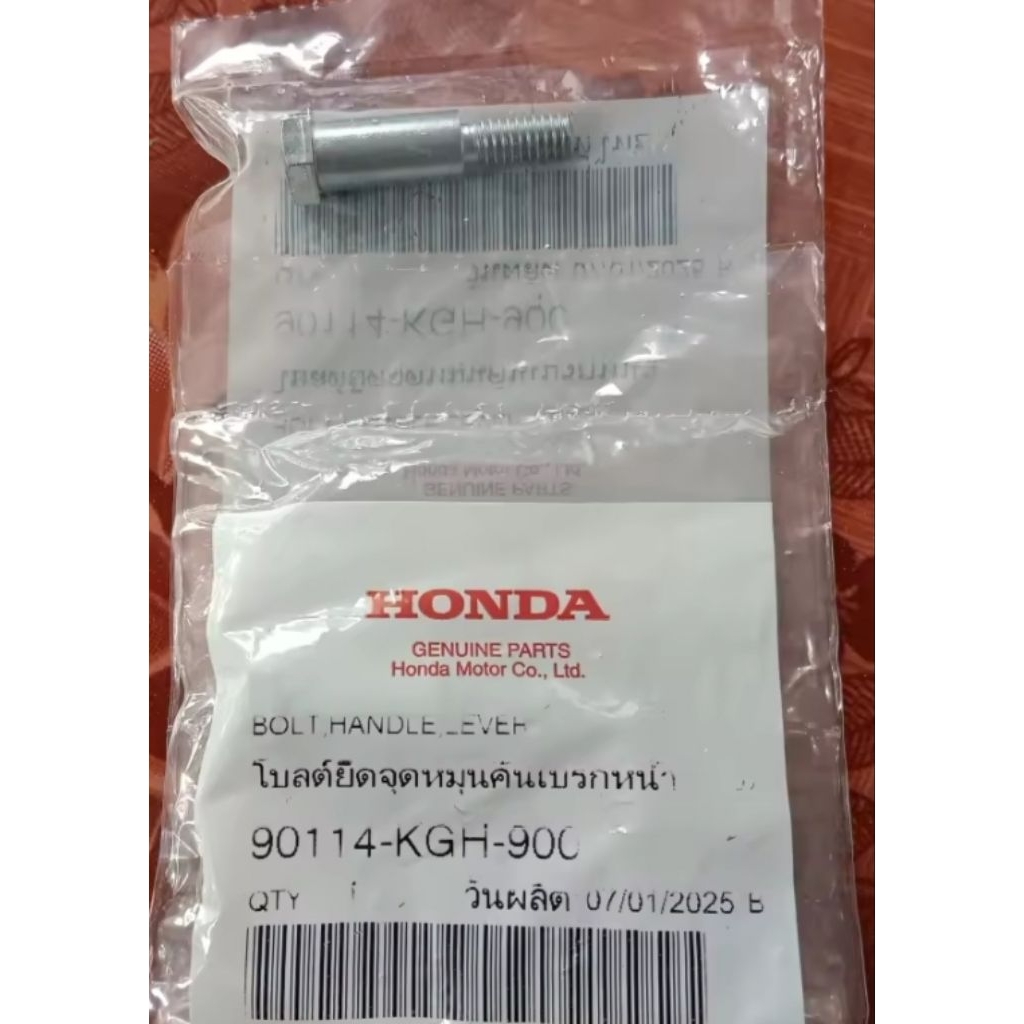 HONDA
GENUINE PARTS
Honda Motor Co., Ltd.
BOLT,HANDLE,LEVER
โบลต์ยึดจุดหมุนคันเบรกหน้า
90114-KGH-900
QTY 1
วันผลิต 07/01/2025 B